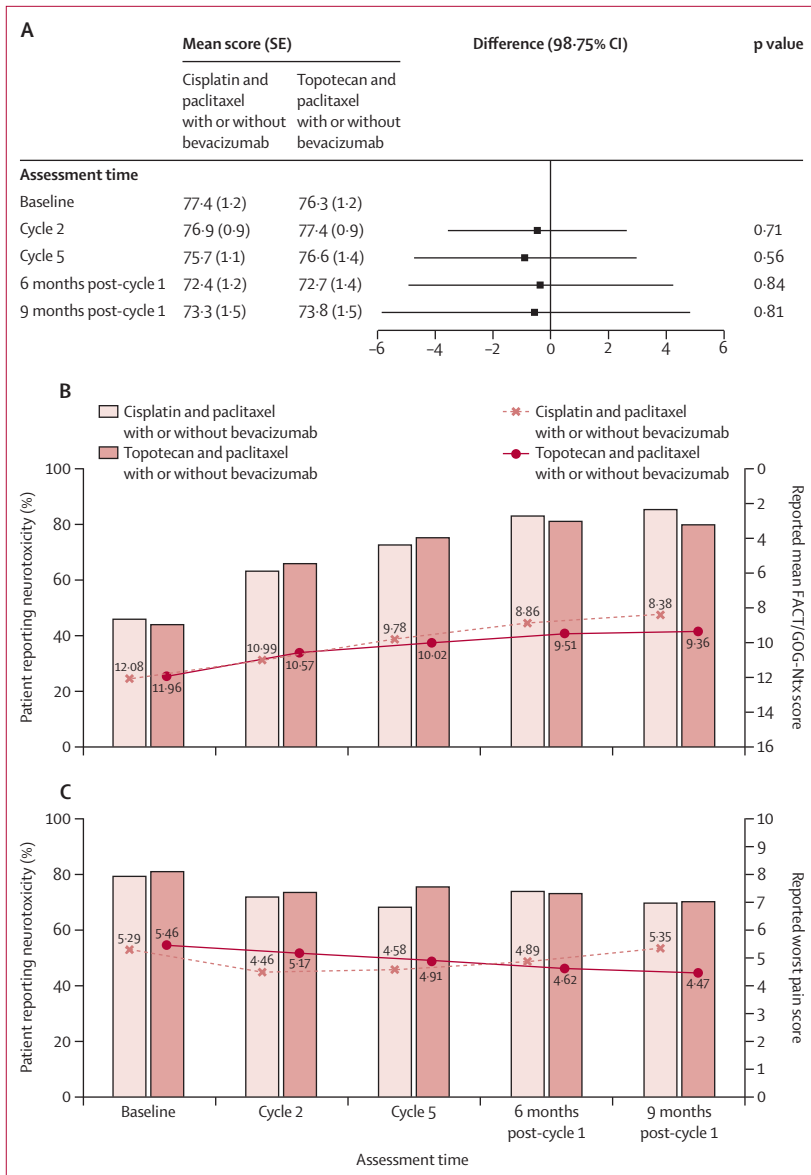 A
Mean score (SE)
Difference (98·75% CI)
p value
Cisplatin and
paclitaxel
with or without
bevacizumab
Topotecan and
paclitaxel
with or without
bevacizumab
Assessment time
Baseline 77·4 (1·2) 76·3 (1·2)
Cycle 2 76·9 (0·9) 77·4 (0·9) 0·71
Cycle 5 75·7 (1·1) 76·6 (1·4) 0·56
6 months post-cycle 1 72·4 (1·2) 72·7 (1·4) 0·84
9 months post-cycle 1 73·3 (1·5) 73·8 (1·5) 0·81
–6 –4 –2 0 2 4 6
B
Cisplatin and paclitaxel
with or without bevacizumab
Topotecan and paclitaxel
with or without bevacizumab
Cisplatin and paclitaxel
with or without bevacizumab
Topotecan and paclitaxel
with or without bevacizumab
Patient reporting neurotoxicity (%)
100
80
60
40
20
0
12·08
11·96
10·99
10·57
9·78
10·02
8·86
9·51
8·38
9·36
0
2
4
6
8
10
12
14
16
Reported mean FACT/GOG-Ntx score
C
Patient reporting neurotoxicity (%)
100
80
60
40
20
0
5·29
5·46
4·46
5·17
4·58
4·91
4·89
4·62
5·35
4·47
10
9
8
7
6
5
4
3
2
1
0
Reported worst pain score
Baseline
Cycle 2
Cycle 5
6 months
post-cycle 1
9 months
post-cycle 1
Assessment time